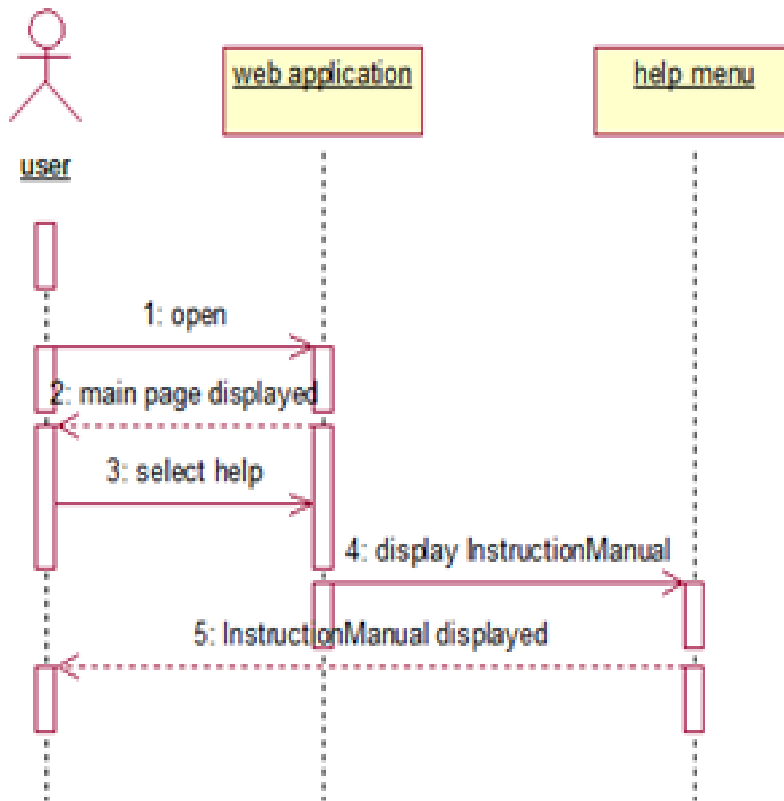 web application
help menu
user
1: open
2: main page displayed
3: select help
4: display InstructionManual
5: InstructionManual displayed